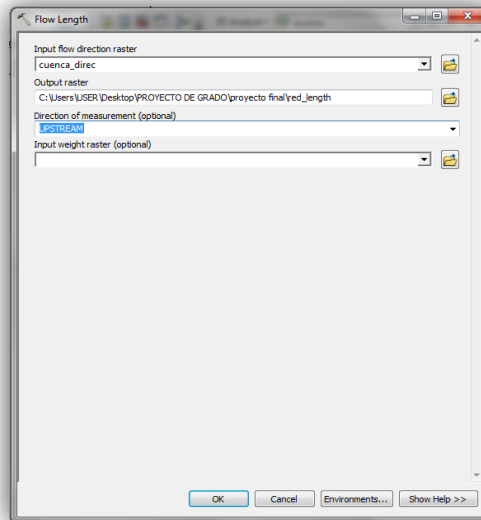 Flow Length
Input flow direction raster
cuenca_direc
Output raster
C:\Users\USER\Desktop\PROYECTO DE GRADO\proyecto final\red_length
Direction of measurement (optional)
UPSTREAM
Input weight raster (optional)
OK Cancel Environments... Show Help >>